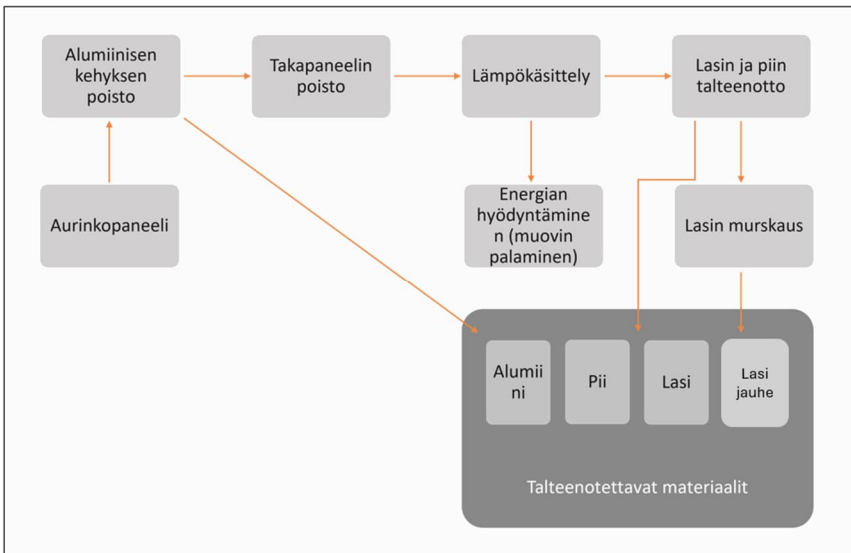 Alumiinisen
kehyksen
poisto
Takapaneelin
poisto
Lämpökäsittely
Lasin ja piin
talteenotto
Aurinkopaneeli
Energian
hyödyntämine
n (muovin
palaminen)
Lasin murskaus
Alumii
ni
Pii
Lasi
Lasi
jauhe
Talteenotettavat materiaalit